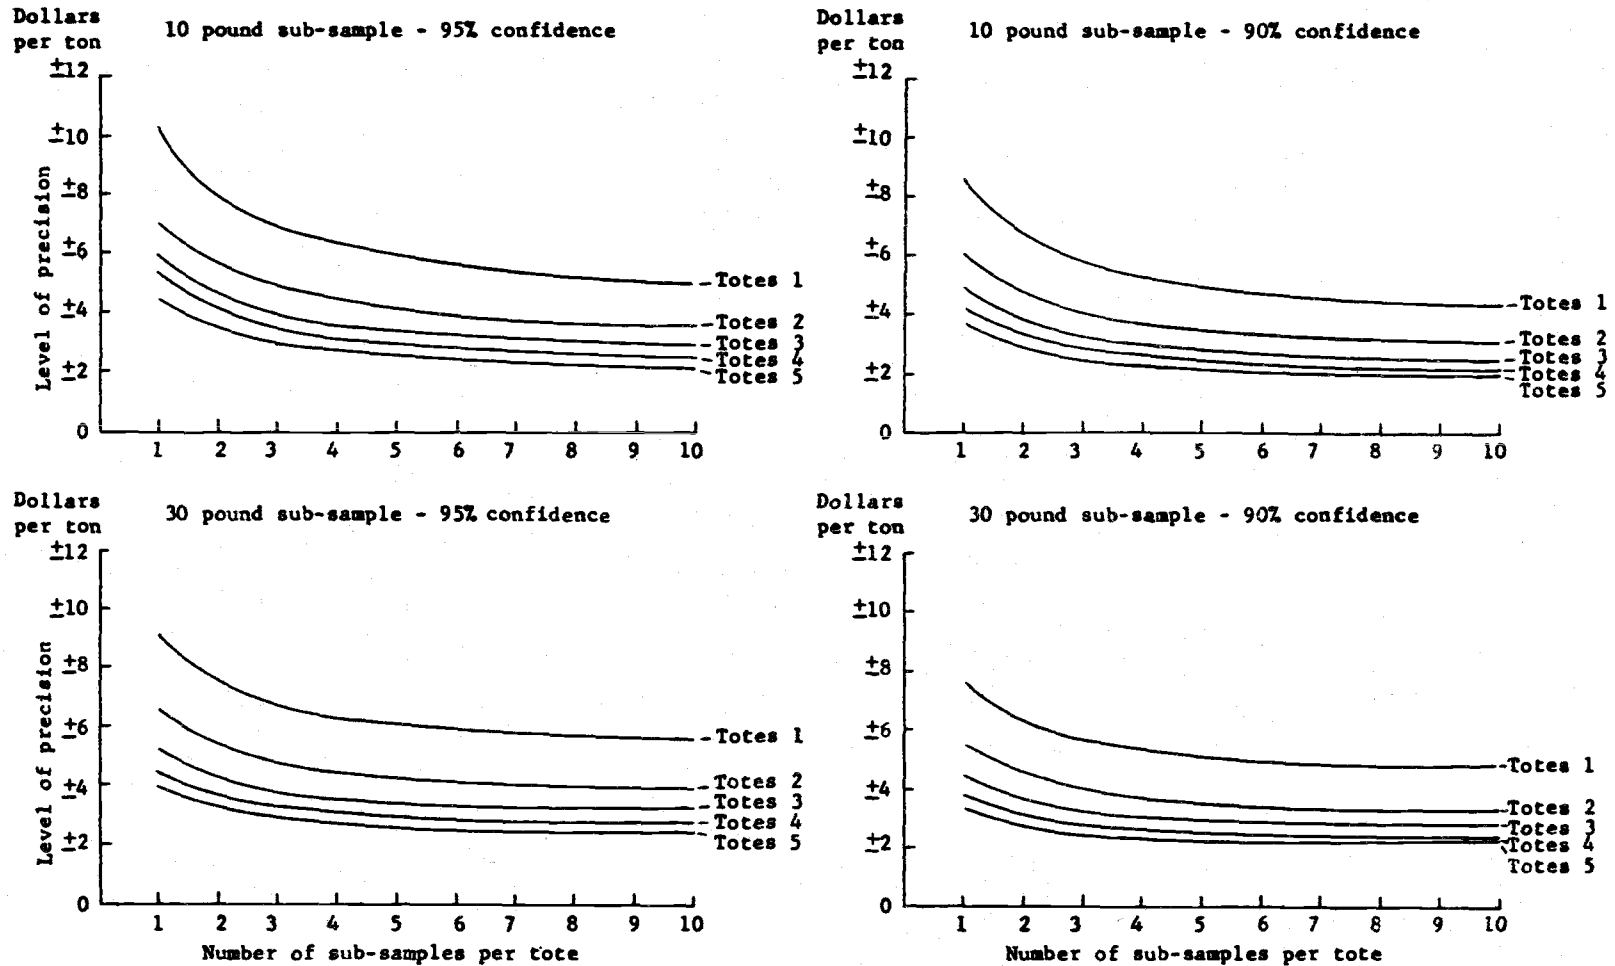 Dollars
per ton
10 pound sub-sample - 95% confidence
Level of precision
±12
±10
±8
±6
±4
±2
0
1 2 3 4 5 6 7 8 9 10
Totes 1
Totes 2
Totes 3
Totes 4
Totes 5
Dollars
per ton
10 pound sub-sample - 90% confidence
±12
±10
±8
±6
±4
±2
0
1 2 3 4 5 6 7 8 9 10
Totes 1
Totes 2
Totes 3
Totes 4
Totes 5
Dollars
per ton
30 pound sub-sample - 95% confidence
Level of precision
±12
±10
±8
±6
±4
±2
0
1 2 3 4 5 6 7 8 9 10
Number of sub-samples per tote
Totes 1
Totes 2
Totes 3
Totes 4
Totes 5
Dollars
per ton
30 pound sub-sample - 90% confidence
±12
±10
±8
±6
±4
±2
0
1 2 3 4 5 6 7 8 9 10
Number of sub-samples per tote
Totes 1
Totes 2
Totes 3
Totes 4
Totes 5